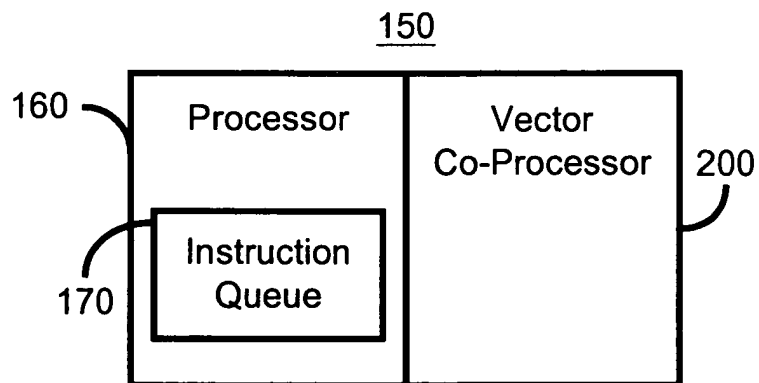 150
160
Processor
Vector
Co-Processor
200
Instruction
Queue
170